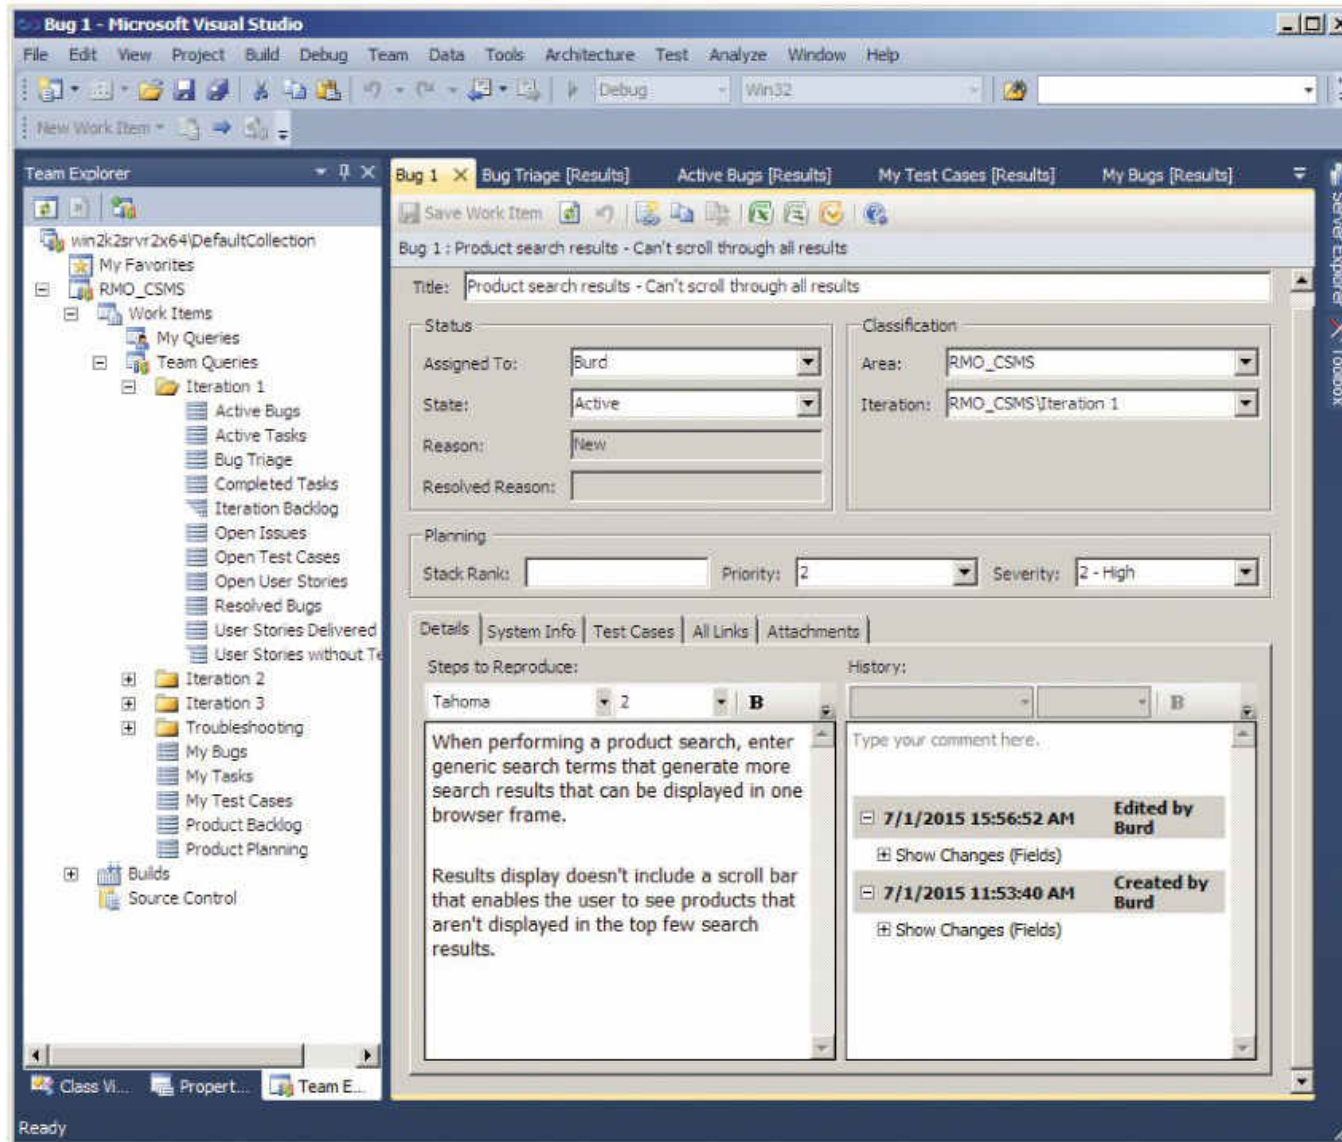 Bug 1 - Microsoft Visual Studio
File Edit View Project Build Debug Team Data Tools Architecture Test Analyze Window Help
Debug Win32
New Work Item
Team Explorer
win2k2srvr2x64\DefaultCollection
My Favorites
RMO_CSMS
Work Items
My Queries
Team Queries
Iteration 1
Active Bugs
Active Tasks
Bug Triage
Completed Tasks
Iteration Backlog
Open Issues
Open Test Cases
Open User Stories
Resolved Bugs
User Stories Delivered
User Stories without Te
Iteration 2
Iteration 3
Troubleshooting
My Bugs
My Tasks
My Test Cases
Product Backlog
Product Planning
Builds
Source Control
Class Vi... Propert... Team E...
Bug 1 Bug Triage [Results] Active Bugs [Results] My Test Cases [Results] My Bugs [Results]
Save Work Item
Bug 1 : Product search results - Can't scroll through all results
Title: Product search results - Can't scroll through all results
Status
Assigned To: Burd
State: Active
Reason: New
Resolved Reason:
Classification
Area: RMO_CSMS
Iteration: RMO_CSMS\Iteration 1
Planning
Stack Rank: Priority: 2 Severity: 2 - High
Details System Info Test Cases All Links Attachments
Steps to Reproduce:
Tahoma 2 B
When performing a product search, enter
generic search terms that generate more
search results that can be displayed in one
browser frame.
Results display doesn't include a scroll bar
that enables the user to see products that
aren't displayed in the top few search
results.
History:
B
Type your comment here.
7/1/2015 15:56:52 AM Edited by
Burd
Show Changes (Fields)
7/1/2015 11:53:40 AM Created by
Burd
Show Changes (Fields)
Server Explorer
Toolbox
Ready